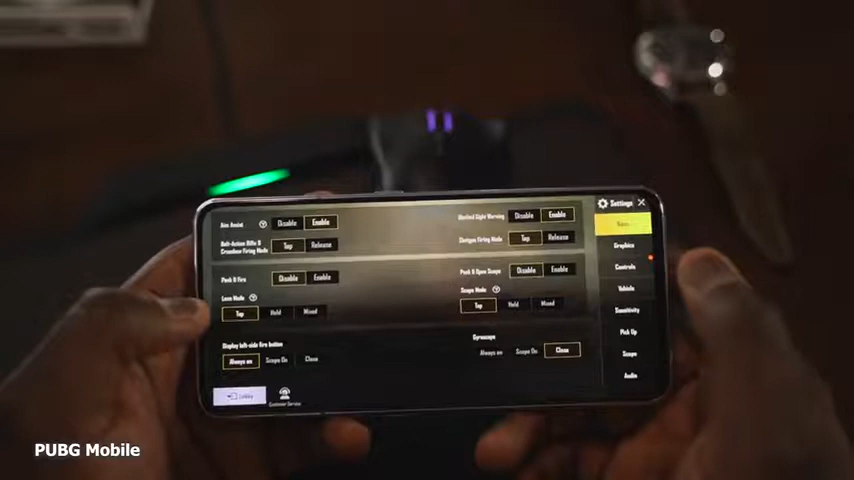 Settings
Aim Assist Disable Enable
Blocked Sight Warning Disable Enable
Bolt-Action Rifle &
Crossbow Firing Mode Tap Release
Shotgun Firing Mode Tap Release
Graphics
Controls
Peek & Fire Disable Enable
Peek & Open Scope Disable Enable
Vehicle
Lean Mode
Tap Hold Mixed
Scope Mode
Tap Hold Mixed
Sensitivity
Pick Up
Display left-side fire button
Always on Scope On Close
Gyroscope
Always on Scope On Close
Scope
Audio
Lobby
Customer Service
PUBG Mobile